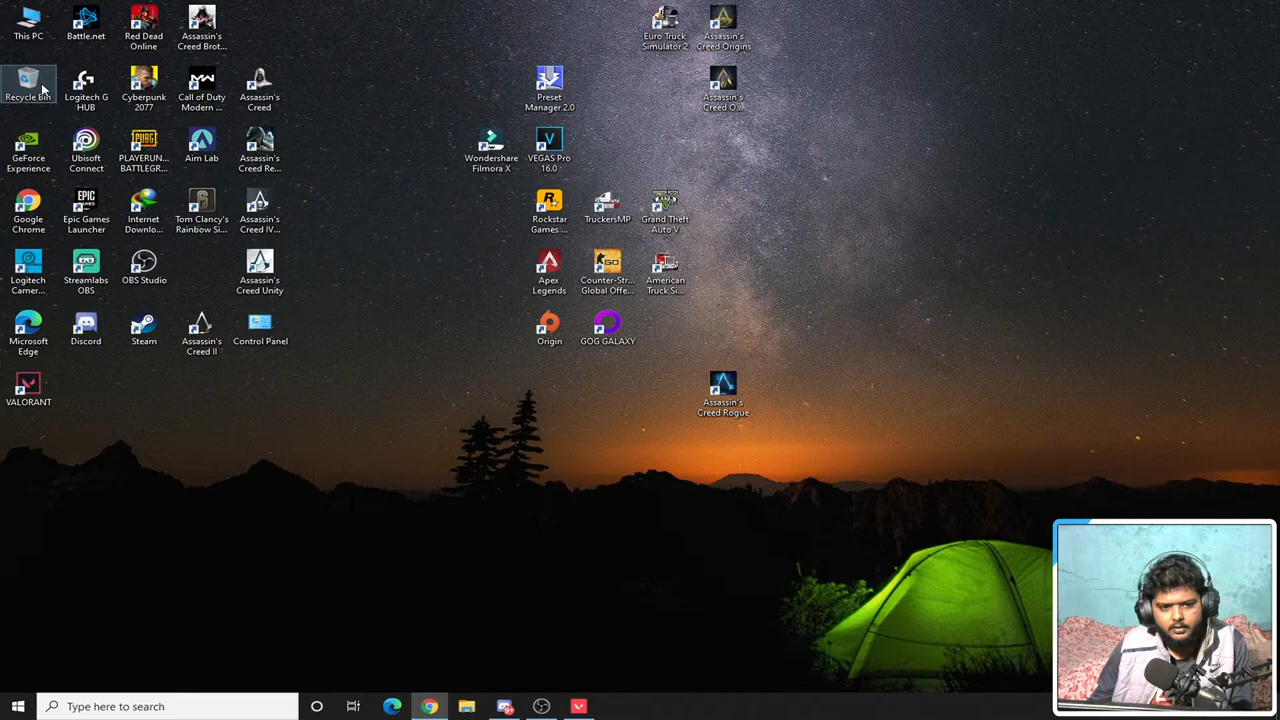 This PC
Battle.net
Red Dead
Online
Assassin's
Creed Brot...
Euro Truck
Simulator 2
Assassin's
Creed Origins
Recycle Bin
Logitech G
HUB
Cyberpunk
2077
Call of Duty
Modern ...
Assassin's
Creed
Preset
Manager 2.0
Assassin's
Creed O...
GeForce
Experience
Ubisoft
Connect
PLAYERUN...
BATTLEGR...
Aim Lab
Assassin's
Creed Re...
Wondershare
Filmora X
VEGAS Pro
16.0
Google
Chrome
Epic Games
Launcher
Internet
Downlo...
Tom Clancy's
Rainbow Si...
Assassin's
Creed IV...
Rockstar
Games ...
TruckersMP
Grand Theft
Auto V
Logitech
Camer...
Streamlabs
OBS
OBS Studio
Assassin's
Creed Unity
Apex
Legends
Counter-Str...
Global Offe...
American
Truck Si...
Microsoft
Edge
Discord
Steam
Assassin's
Creed II
Control Panel
Origin
GOG GALAXY
VALORANT
Assassin's
Creed Rogue
Type here to search